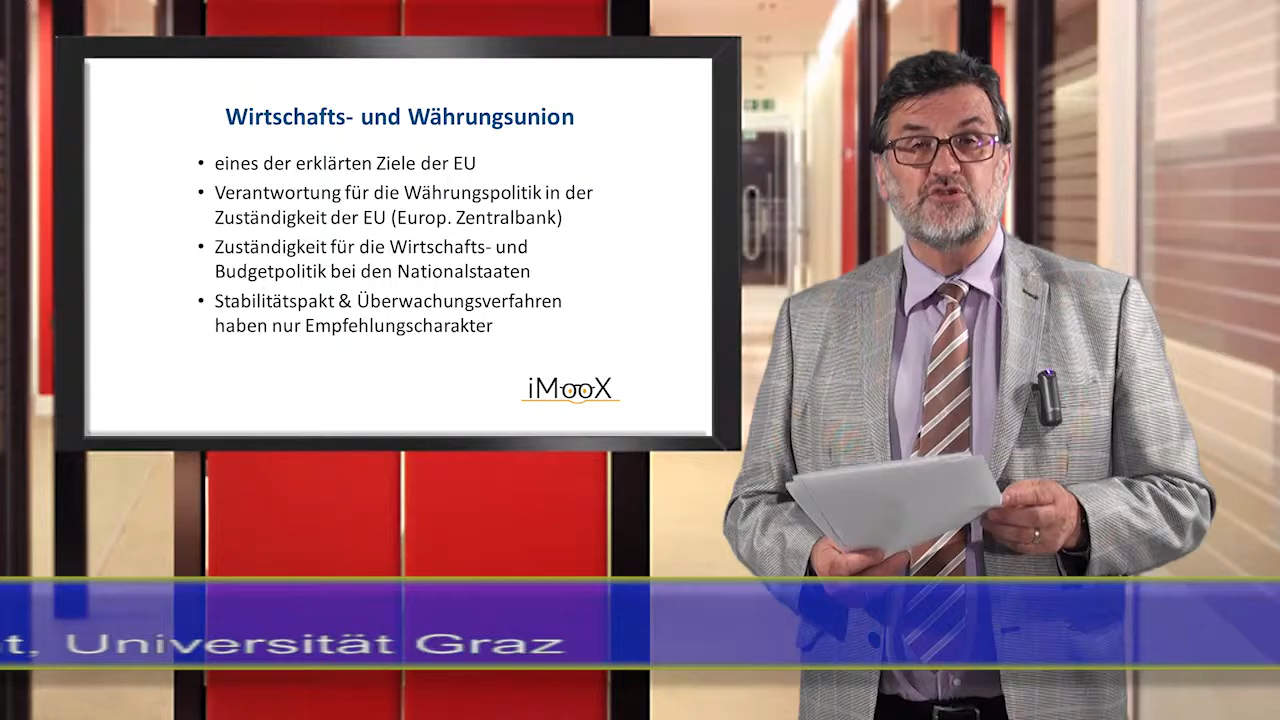 Wirtschafts- und Währungsunion
• eines der erklärten Ziele der EU
• Verantwortung für die Währungspolitik in der
Zuständigkeit der EU (Europ. Zentralbank)
• Zuständigkeit für die Wirtschafts- und
Budgetpolitik bei den Nationalstaaten
• Stabilitätspakt & Überwachungsverfahren
haben nur Empfehlungscharakter
iMooX
t, Universität Graz